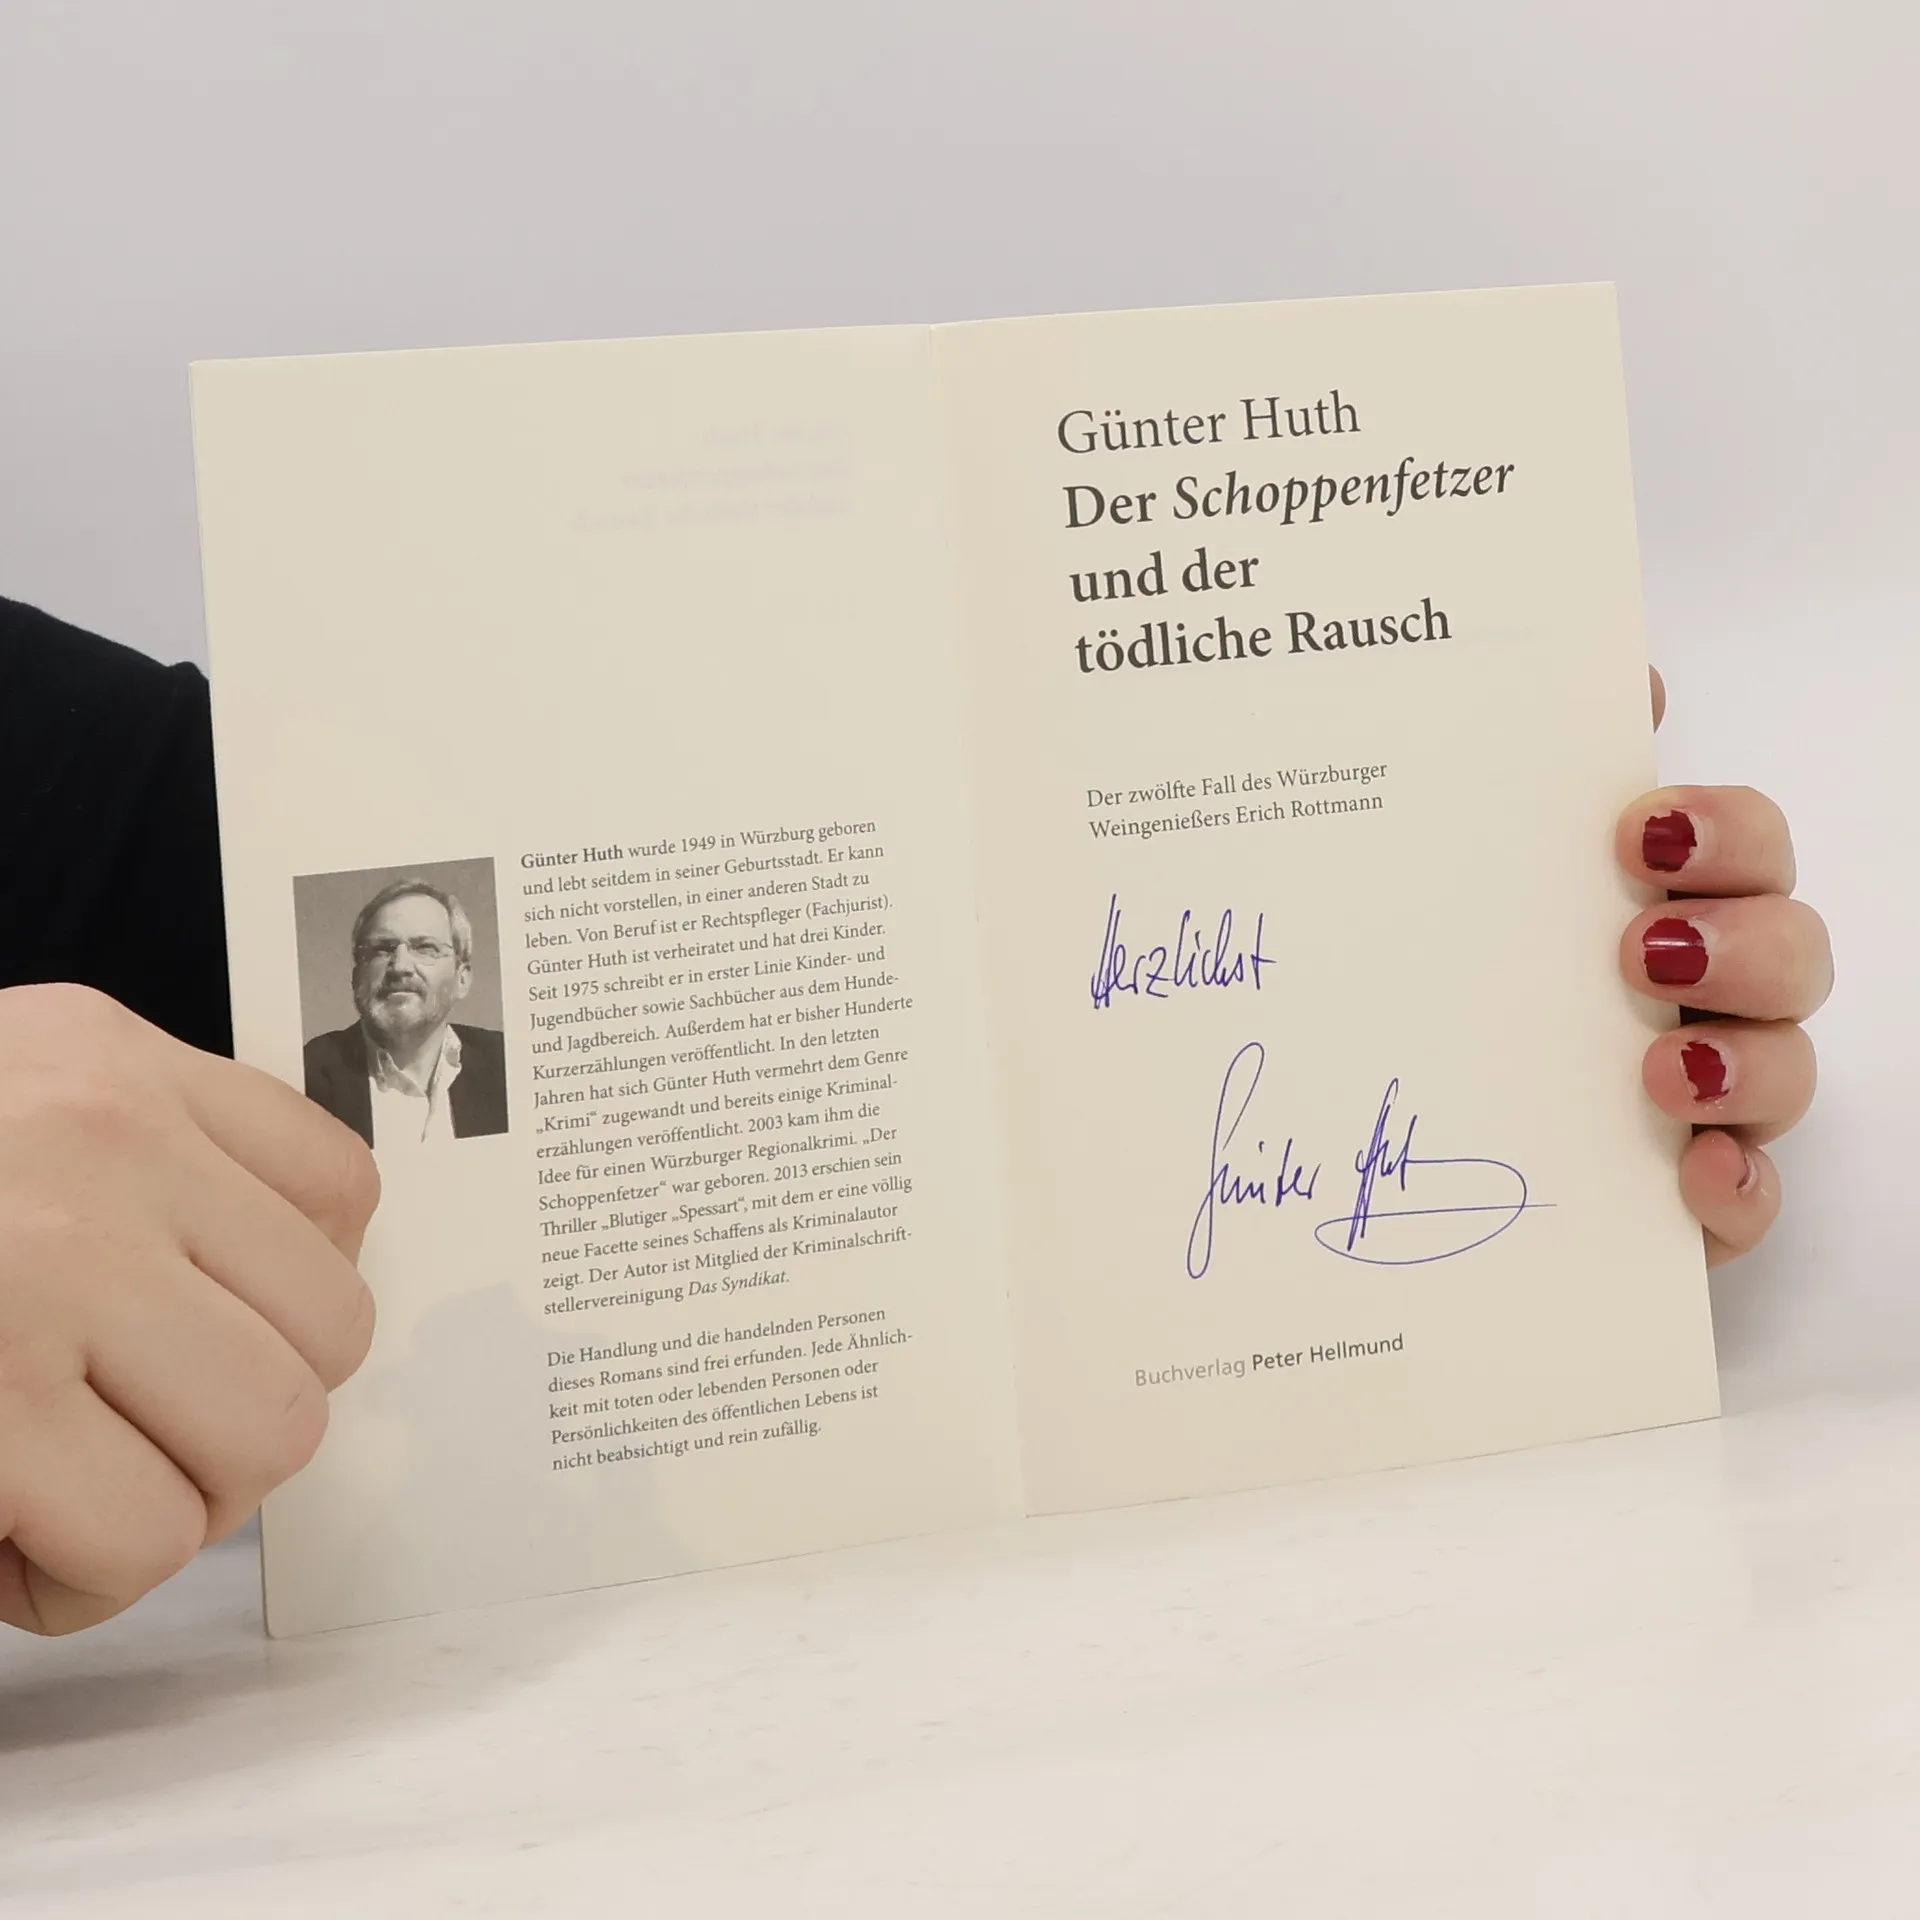 Günter Huth wurde 1949 in Würzburg geboren
und lebt seitdem in seiner Geburtsstadt. Er kann
sich nicht vorstellen, in einer anderen Stadt zu
leben. Von Beruf ist er Rechtspfleger (Fachjurist).
Günter Huth ist verheiratet und hat drei Kinder.
Seit 1975 schreibt er in erster Linie Kinder- und
Jugendbücher sowie Sachbücher aus dem Hunde-
und Jagdbereich. Außerdem hat er bisher Hunderte
Kurzerzählungen veröffentlicht. In den letzten
Jahren hat sich Günter Huth vermehrt dem Genre
„Krimi“ zugewandt und bereits einige Kriminal-
erzählungen veröffentlicht. 2003 kam ihm die
Idee für einen Würzburger Regionalkrimi. „Der
Schoppenfetzer“ war geboren. 2013 erschien sein
Thriller „Blutiger „Spessart“, mit dem er eine völlig
neue Facette seines Schaffens als Kriminalautor
zeigt. Der Autor ist Mitglied der Kriminalschrift-
stellervereinigung Das Syndikat.
Die Handlung und die handelnden Personen
dieses Romans sind frei erfunden. Jede Ähnlich-
keit mit toten oder lebenden Personen oder
Persönlichkeiten des öffentlichen Lebens ist
nicht beabsichtigt und rein zufällig.
Günter Huth
Der Schoppenfetzer
und der
tödliche Rausch
Der zwölfte Fall des Würzburger
Weingenießers Erich Rottmann
Herzlichst
Günter Huth
Buchverlag Peter Hellmund